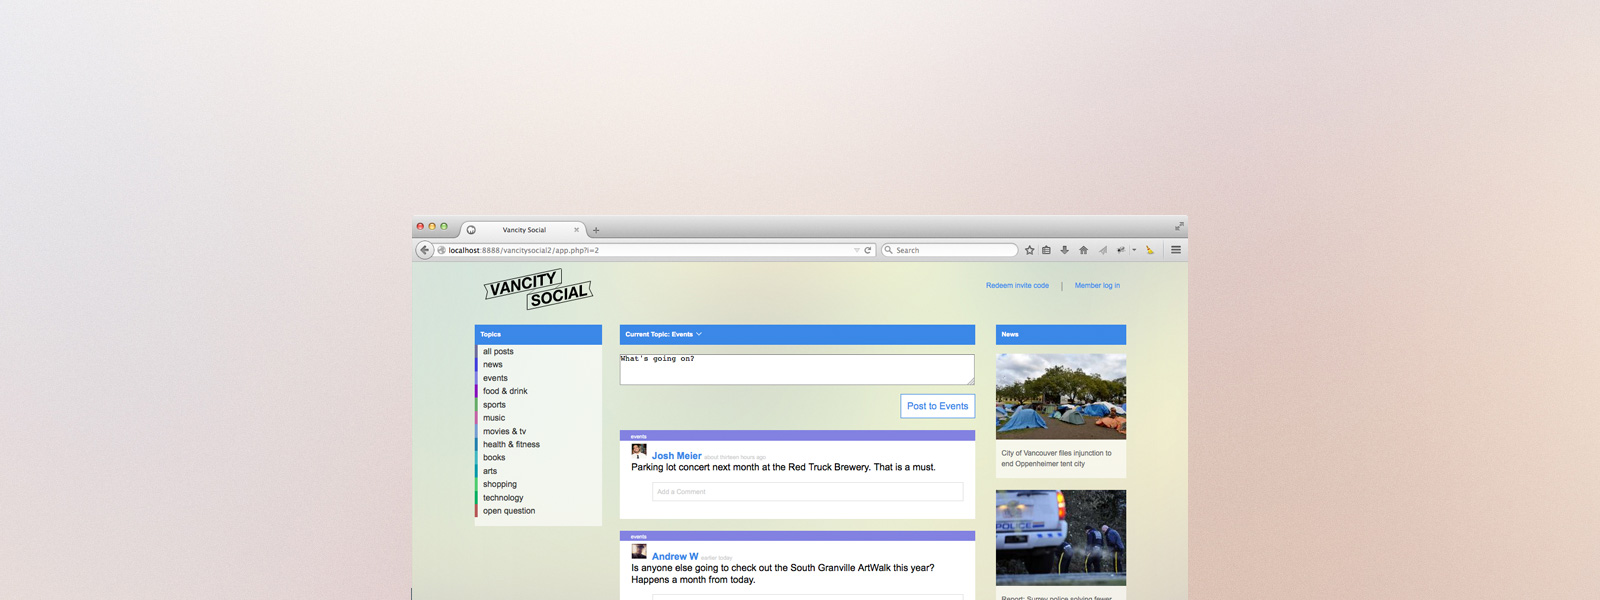 Vancity Social
localhost:8888/vancitysocial2/app.php?i=2
Search
VANCITY
SOCIAL
Redeem invite code | Member log in
Topics
all posts
news
events
food & drink
sports
music
movies & tv
health & fitness
books
arts
shopping
technology
open question
Current Topic: Events
What's going on?
Post to Events
events
Josh Meier about thirteen hours ago
Parking lot concert next month at the Red Truck Brewery. That is a must.
Add a Comment
events
Andrew W earlier today
Is anyone else going to check out the South Granville ArtWalk this year?
Happens a month from today.
News
City of Vancouver files injunction to
end Oppenheimer tent city
POLICE
Report: Surrey police solving fewer